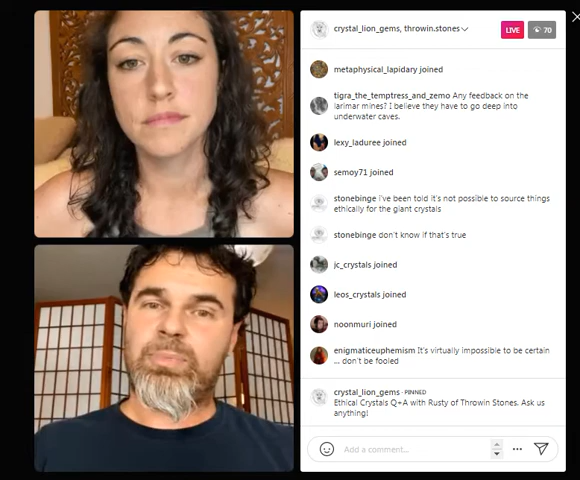 crystal_lion_gems, throwin.stones
LIVE
70
metaphysical_lapidary joined
tigra_the_temptress_and_zemo Any feedback on the
larimar mines? I believe they have to go deep into
underwater caves.
lexy_laduree joined
semoy71 joined
stonebinge i've been told it's not possible to source things
ethically for the giant crystals
stonebinge don't know if that's true
jc_crystals joined
leos_crystals joined
noonmuri joined
enigmaticeuphemism It's virtually impossible to be certain
... don't be fooled
crystal_lion_gems · PINNED
Ethical Crystals Q+A with Rusty of Throwin Stones. Ask us
anything!
Add a comment...